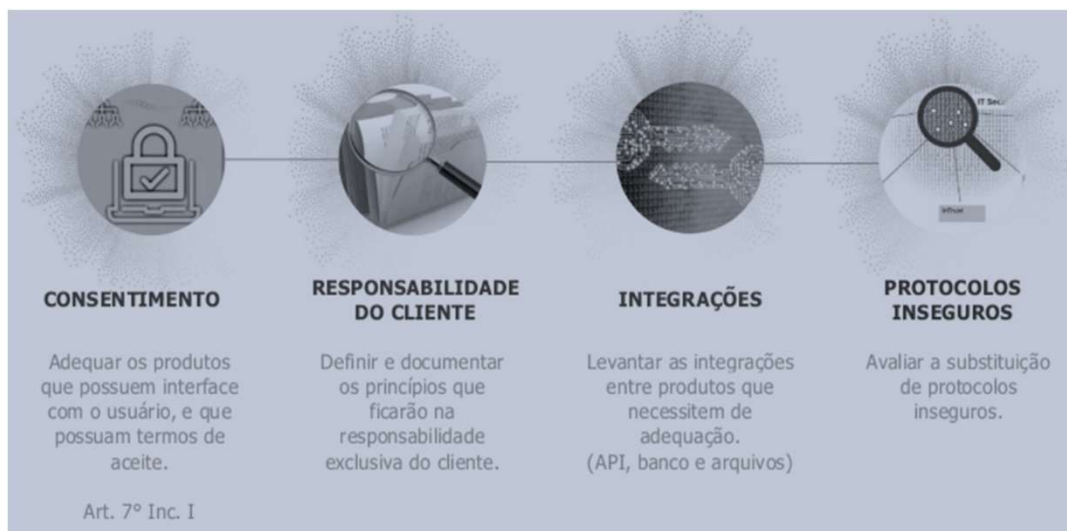 IT Sec
CONSENTIMENTO
Adequar os produtos
que possuem interface
com o usuário, e que
possuam termos de
aceite.
Art. 7° Inc. I
RESPONSABILIDADE
DO CLIENTE
Definir e documentar
os princípios que
ficarão na
responsabilidade
exclusiva do cliente.
INTEGRAÇÕES
Levantar as integrações
entre produtos que
necessitem de
adequação.
(API, banco e arquivos)
PROTOCOLOS
INSEGUROS
Avaliar a substituição
de protocolos
inseguros.